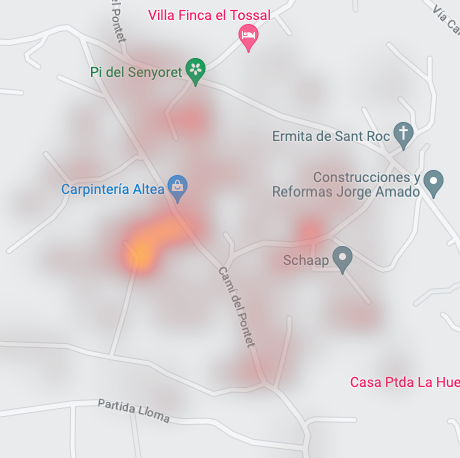 del Pontet
Villa Finca el Tossal
Via Ca
Pi del Senyoret
Ermita de Sant Roc
Carpintería Altea
Construcciones y
Reformas Jorge Amado
Schaap
Camí del Pontet
Casa Ptda La Hue
Partida Lloma